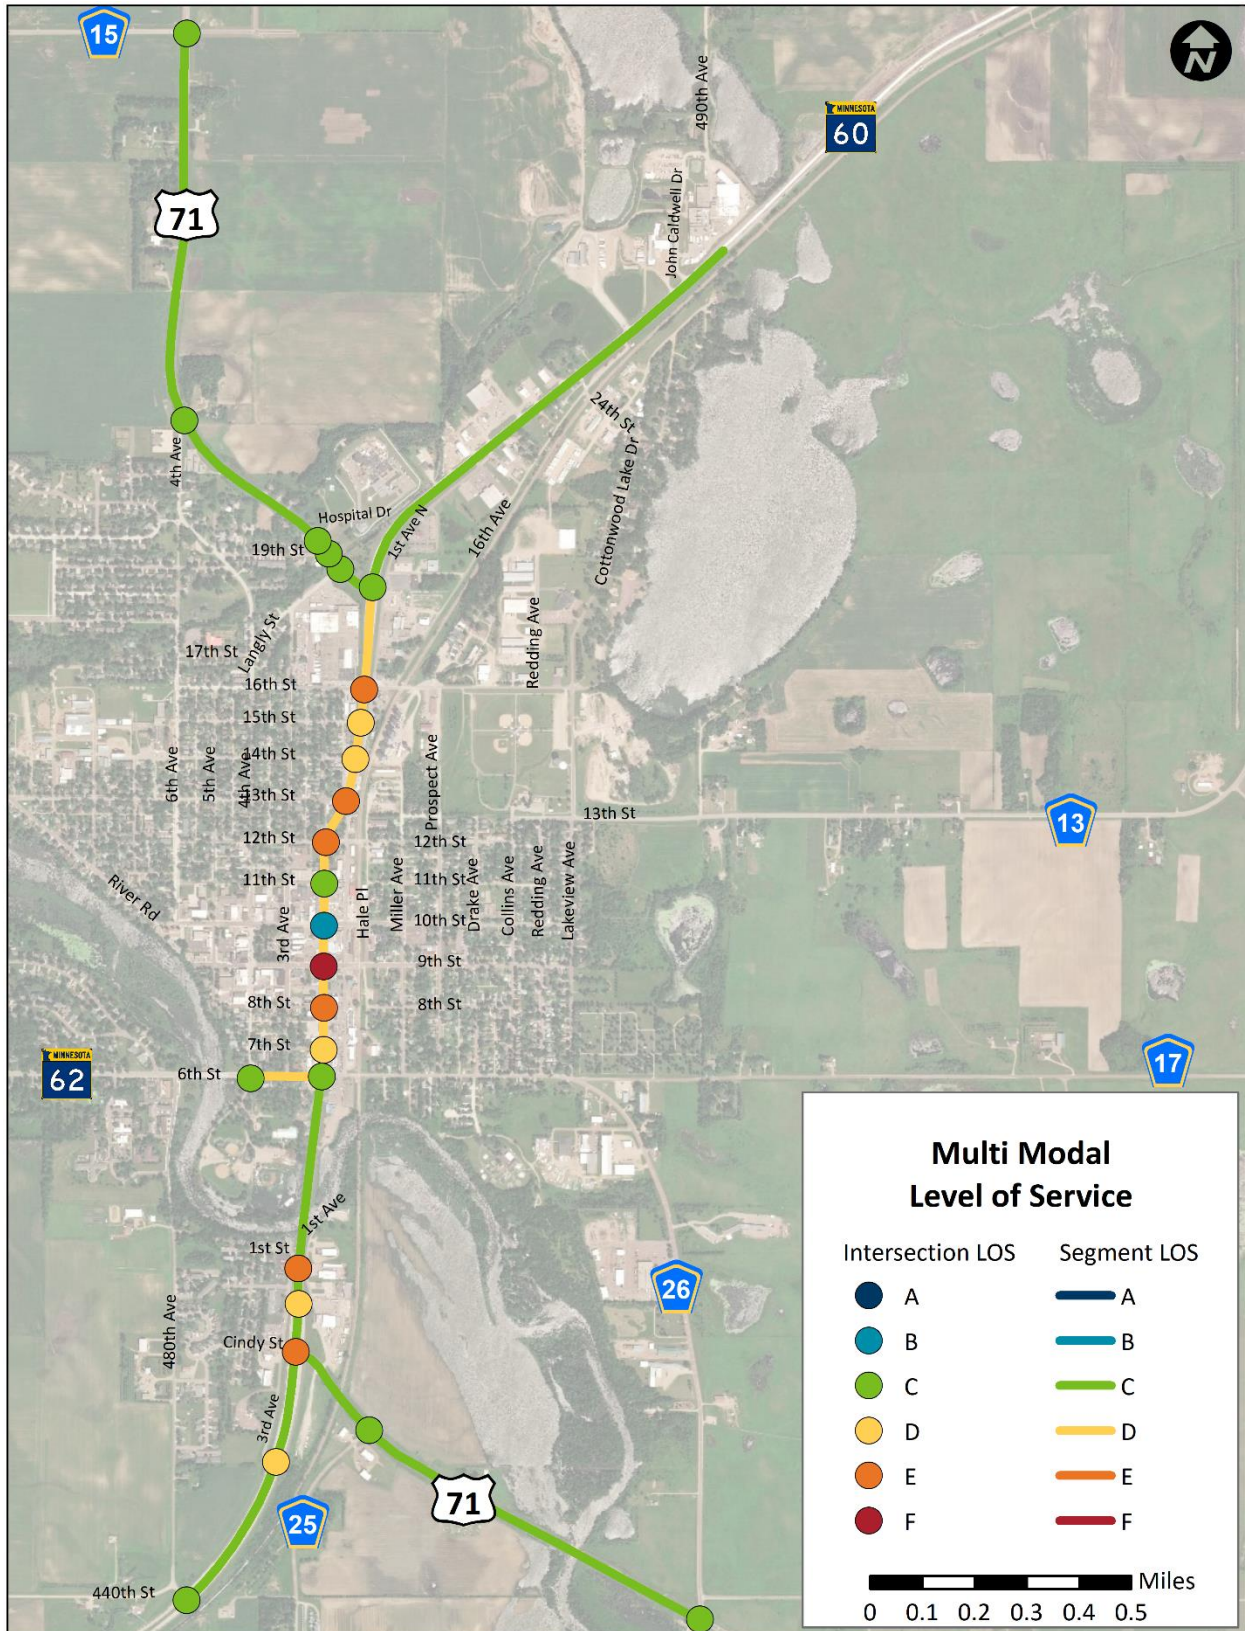 15
N
490th Ave
MINNESOTA
60
John Caldwell Dr
71
24th St
4th Ave
Cottonwood Lake Dr
Hospital Dr
1st Ave N
16th Ave
19th St
Langly St
Redding Ave
17th St
16th St
15th St
14th St
6th Ave
5th Ave
4th Ave
Prospect Ave
13th St
13th St
13
12th St
12th St
River Rd
11th St
11th St
3rd Ave
Hale Pl
Miller Ave
10th St
Drake Ave
Collins Ave
Redding Ave
Lakeview Ave
9th St
8th St
8th St
7th St
MINNESOTA
62
6th St
17
Multi Modal
Level of Service
1st Ave
1st St
Intersection LOS Segment LOS
26
A A
480th Ave
B B
Cindy St
C C
3rd Ave
D D
E E
71
25
F F
440th St
Miles
0 0.1 0.2 0.3 0.4 0.5